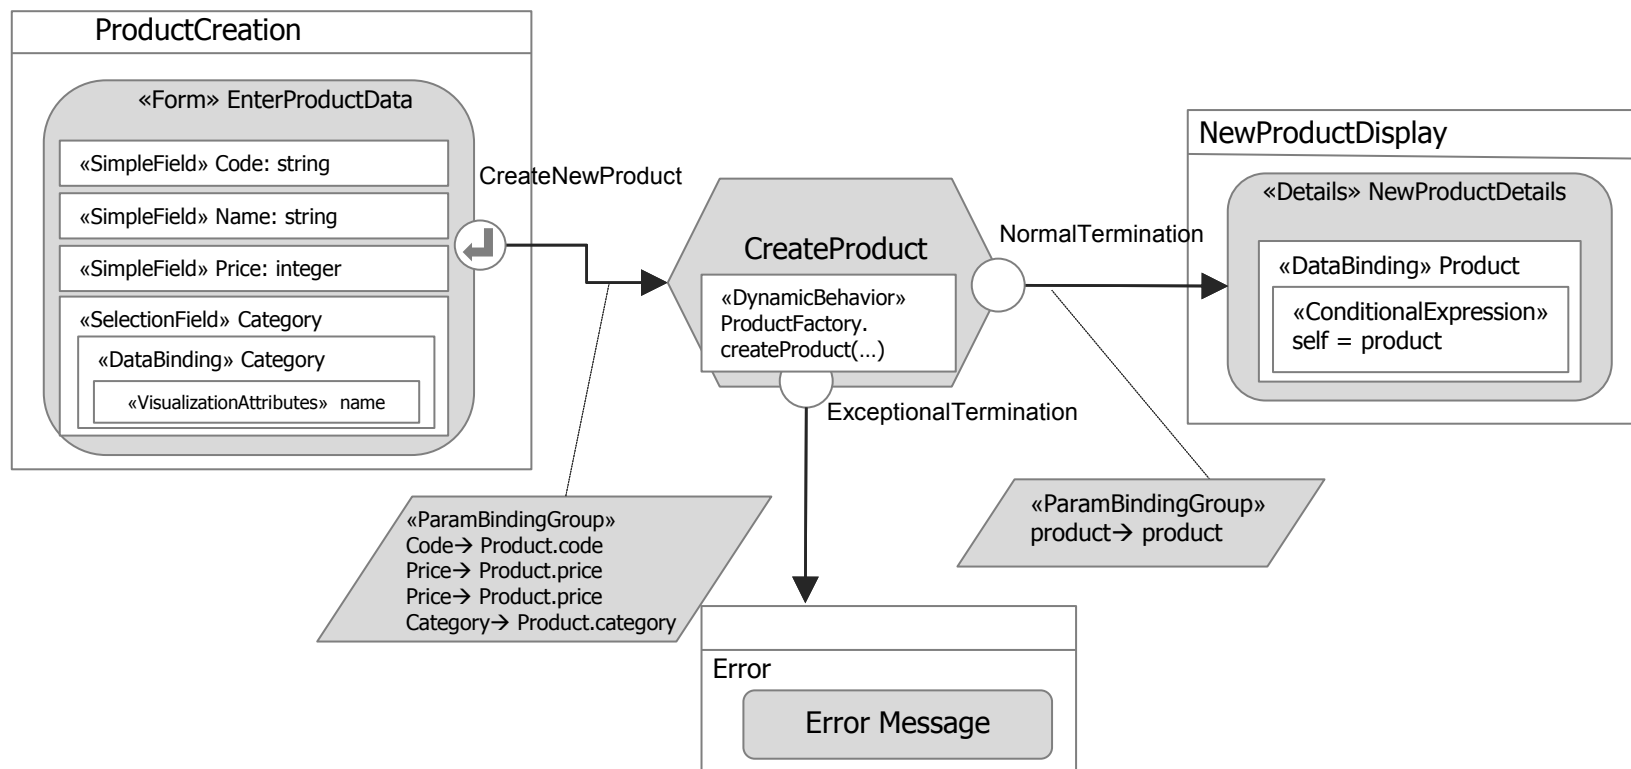 ProductCreation
«Form» EnterProductData
«SimpleField» Code: string
«SimpleField» Name: string
«SimpleField» Price: integer
«SelectionField» Category
«DataBinding» Category
«VisualizationAttributes» name
CreateNewProduct
CreateProduct
«DynamicBehavior»
ProductFactory.
createProduct(...)
NormalTermination
ExceptionalTermination
NewProductDisplay
«Details» NewProductDetails
«DataBinding» Product
«ConditionalExpression»
self = product
«ParamBindingGroup»
Code→ Product.code
Price→ Product.price
Price→ Product.price
Category→ Product.category
«ParamBindingGroup»
product→ product
Error
Error Message